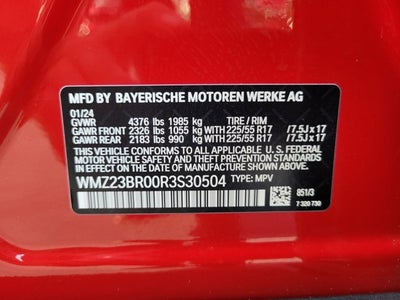 MFD BY BAYERISCHE MOTOREN WERKE AG
01/24
GVWR 4376 lbs 1985 kg TIRE / RIM
GAWR FRONT 2326 lbs 1055 kg WITH 225/55 R17 /7.5J x 17
GAWR REAR 2183 lbs 990 kg WITH 225/55 R17 /7.5J x 17
THIS VEHICLE CONFORMS TO ALL APPLICABLE FEDERAL MOTOR
VEHICLE SAFETY, BUMPER, AND THEFT PREVENTION STANDARDS
IN EFFECT ON THE DATE OF MANUFACTURE SHOWN ABOVE.
WMZ23BR00R3S30504 TYPE: MPV
851/3
7 320 730